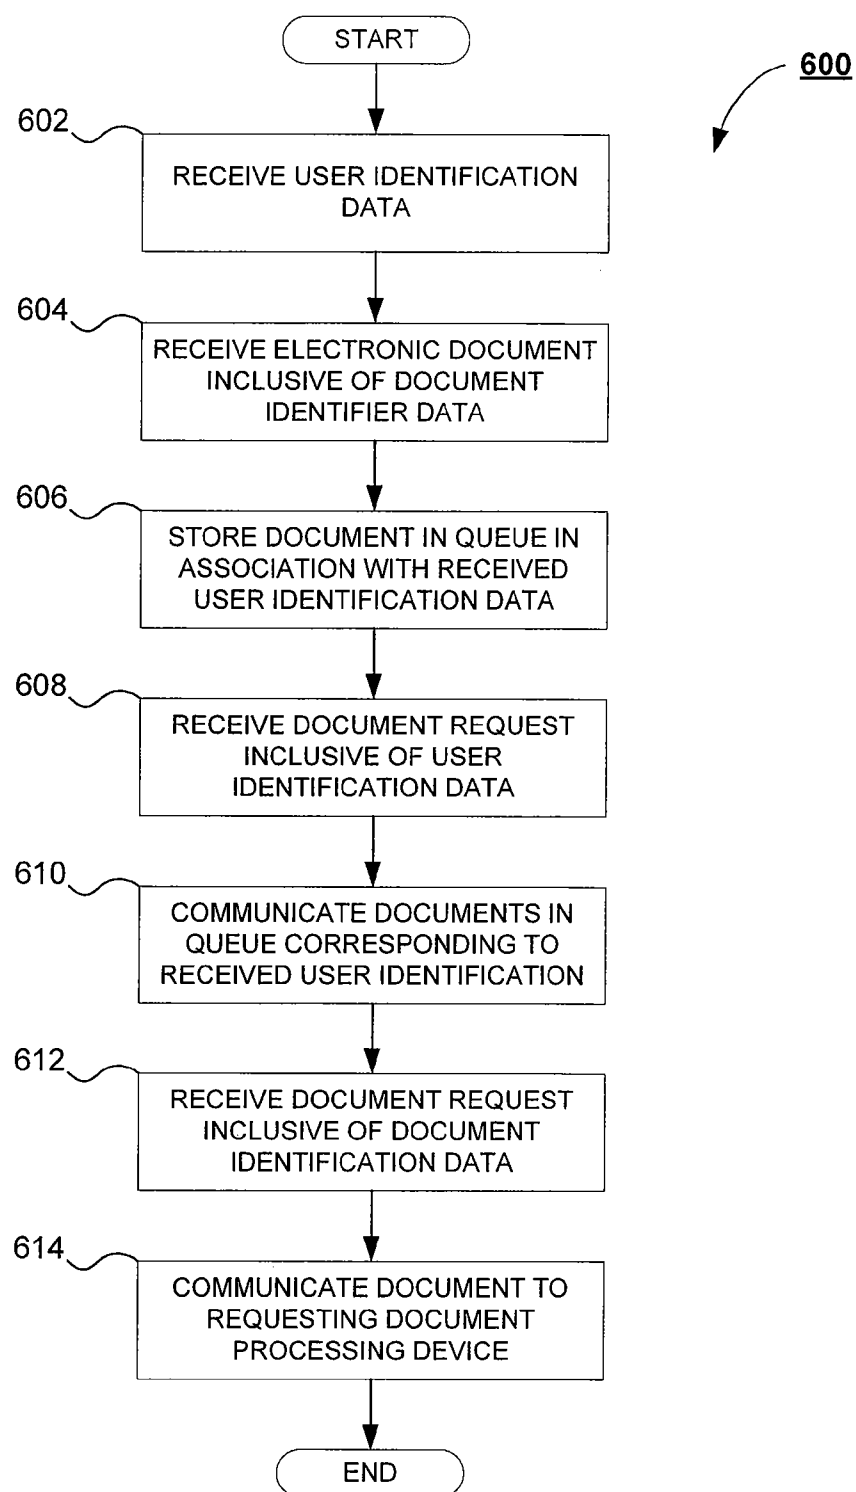 START
600
602
RECEIVE USER IDENTIFICATION
DATA
604
RECEIVE ELECTRONIC DOCUMENT
INCLUSIVE OF DOCUMENT
IDENTIFIER DATA
606
STORE DOCUMENT IN QUEUE IN
ASSOCIATION WITH RECEIVED
USER IDENTIFICATION DATA
608
RECEIVE DOCUMENT REQUEST
INCLUSIVE OF USER
IDENTIFICATION DATA
610
COMMUNICATE DOCUMENTS IN
QUEUE CORRESPONDING TO
RECEIVED USER IDENTIFICATION
612
RECEIVE DOCUMENT REQUEST
INCLUSIVE OF DOCUMENT
IDENTIFICATION DATA
614
COMMUNICATE DOCUMENT TO
REQUESTING DOCUMENT
PROCESSING DEVICE
END